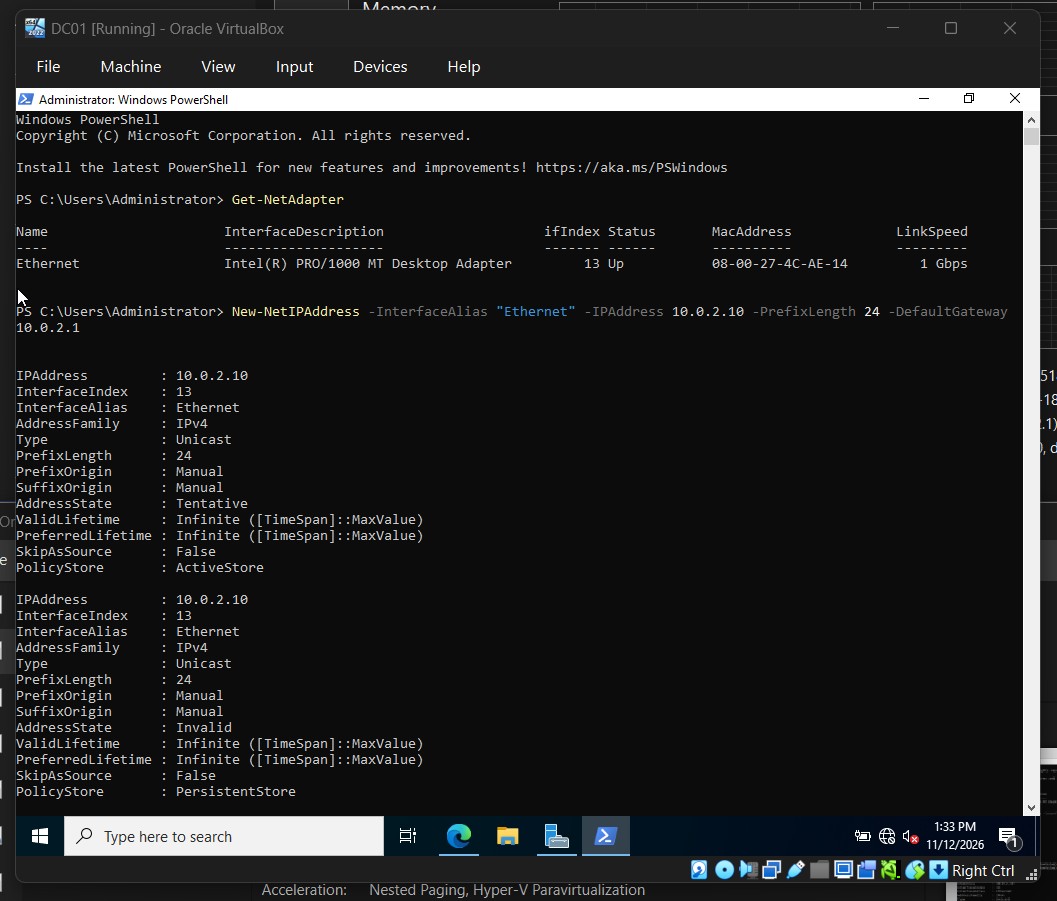 Memory
DC01 [Running] - Oracle VirtualBox
File Machine View Input Devices Help
Administrator: Windows PowerShell
Windows PowerShell
Copyright (C) Microsoft Corporation. All rights reserved.
Install the latest PowerShell for new features and improvements! https://aka.ms/PSWindows
PS C:\Users\Administrator> Get-NetAdapter
Name InterfaceDescription ifIndex Status MacAddress LinkSpeed
---- -------------------- ------- ------ ---------- ---------
Ethernet Intel(R) PRO/1000 MT Desktop Adapter 13 Up 08-00-27-4C-AE-14 1 Gbps
PS C:\Users\Administrator> New-NetIPAddress -InterfaceAlias "Ethernet" -IPAddress 10.0.2.10 -PrefixLength 24 -DefaultGateway
10.0.2.1
IPAddress : 10.0.2.10
InterfaceIndex : 13
InterfaceAlias : Ethernet
AddressFamily : IPv4
Type : Unicast
PrefixLength : 24
PrefixOrigin : Manual
SuffixOrigin : Manual
AddressState : Tentative
ValidLifetime : Infinite ([TimeSpan]::MaxValue)
PreferredLifetime : Infinite ([TimeSpan]::MaxValue)
SkipAsSource : False
PolicyStore : ActiveStore
IPAddress : 10.0.2.10
InterfaceIndex : 13
InterfaceAlias : Ethernet
AddressFamily : IPv4
Type : Unicast
PrefixLength : 24
PrefixOrigin : Manual
SuffixOrigin : Manual
AddressState : Invalid
ValidLifetime : Infinite ([TimeSpan]::MaxValue)
PreferredLifetime : Infinite ([TimeSpan]::MaxValue)
SkipAsSource : False
PolicyStore : PersistentStore
Type here to search
1:33 PM
11/12/2026
1
Right Ctrl
Acceleration: Nested Paging, Hyper-V Paravirtualization